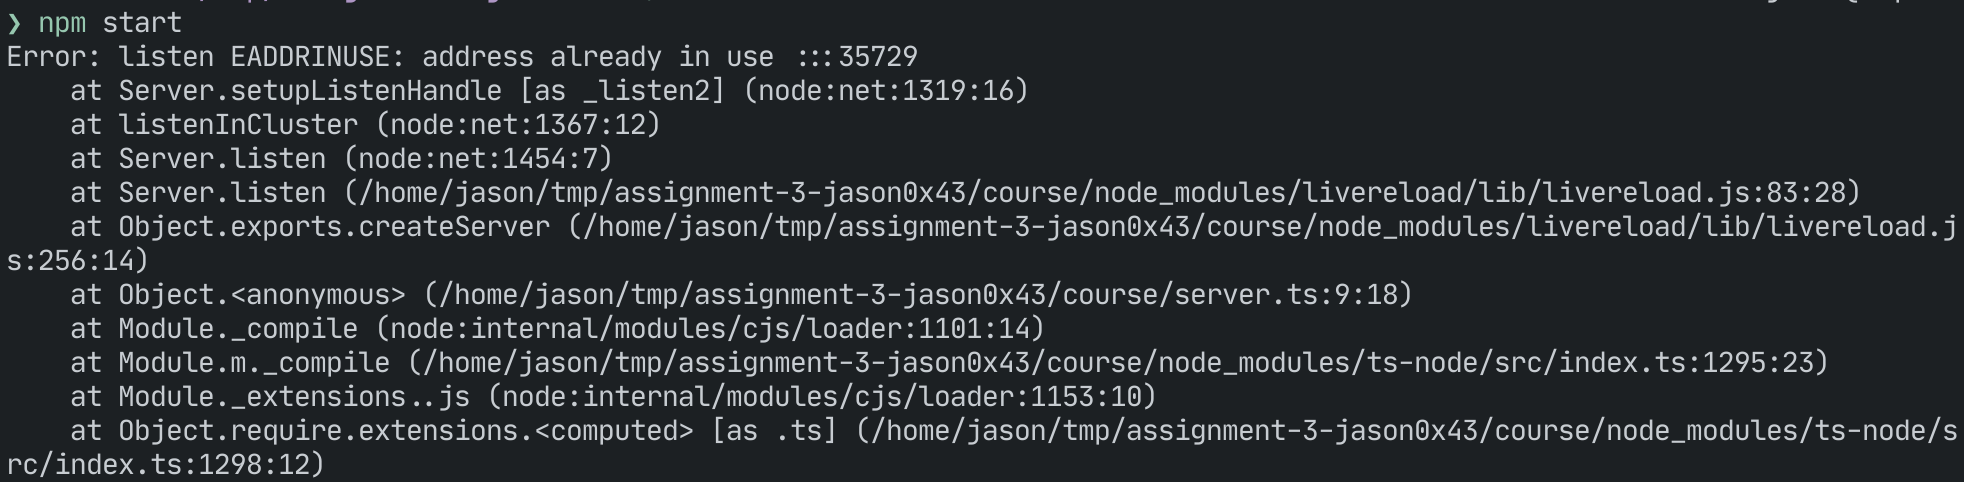 ❯ npm start
Error: listen EADDRINUSE: address already in use :::35729
    at Server.setupListenHandle [as _listen2] (node:net:1319:16)
    at listenInCluster (node:net:1367:12)
    at Server.listen (node:net:1454:7)
    at Server.listen (/home/jason/tmp/assignment-3-jason0x43/course/node_modules/livereload/lib/livereload.js:83:28)
    at Object.exports.createServer (/home/jason/tmp/assignment-3-jason0x43/course/node_modules/livereload/lib/livereload.j
s:256:14)
    at Object.<anonymous> (/home/jason/tmp/assignment-3-jason0x43/course/server.ts:9:18)
    at Module._compile (node:internal/modules/cjs/loader:1101:14)
    at Module.m._compile (/home/jason/tmp/assignment-3-jason0x43/course/node_modules/ts-node/src/index.ts:1295:23)
    at Module._extensions..js (node:internal/modules/cjs/loader:1153:10)
    at Object.require.extensions.<computed> [as .ts] (/home/jason/tmp/assignment-3-jason0x43/course/node_modules/ts-node/s
rc/index.ts:1298:12)